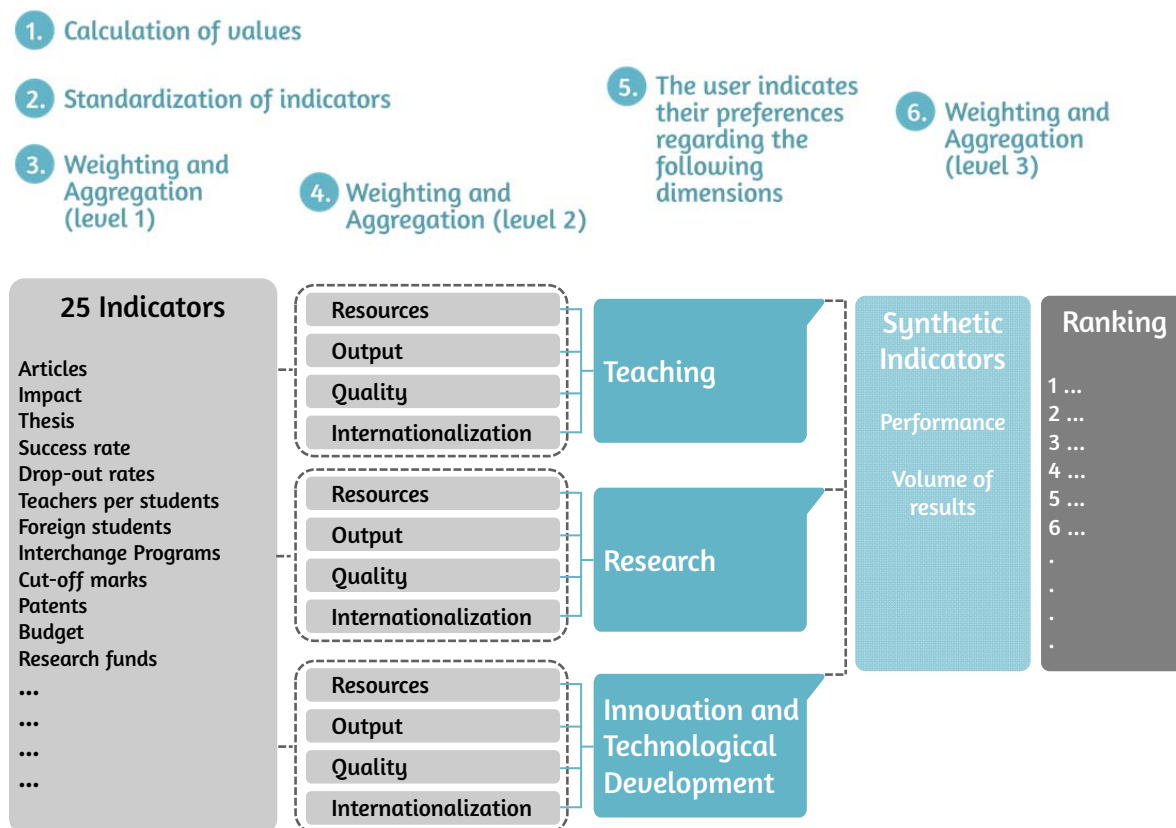 1. Calculation of values
2. Standardization of indicators
3. Weighting and
Aggregation
(level 1)
4. Weighting and
Aggregation (level 2)
5. The user indicates
their preferences
regarding the
following
dimensions
6. Weighting and
Aggregation
(level 3)
25 Indicators
Articles
Impact
Thesis
Success rate
Drop-out rates
Teachers per students
Foreign students
Interchange Programs
Cut-off marks
Patents
Budget
Research funds
...
...
...
...
Resources
Output
Quality
Internationalization
Teaching
Resources
Output
Quality
Internationalization
Research
Resources
Output
Quality
Internationalization
Innovation and
Technological
Development
Synthetic
Indicators
Performance
Volume of
results
Ranking
1 ...
2 ...
3 ...
4 ...
5 ...
6 ...
.
.
.
.